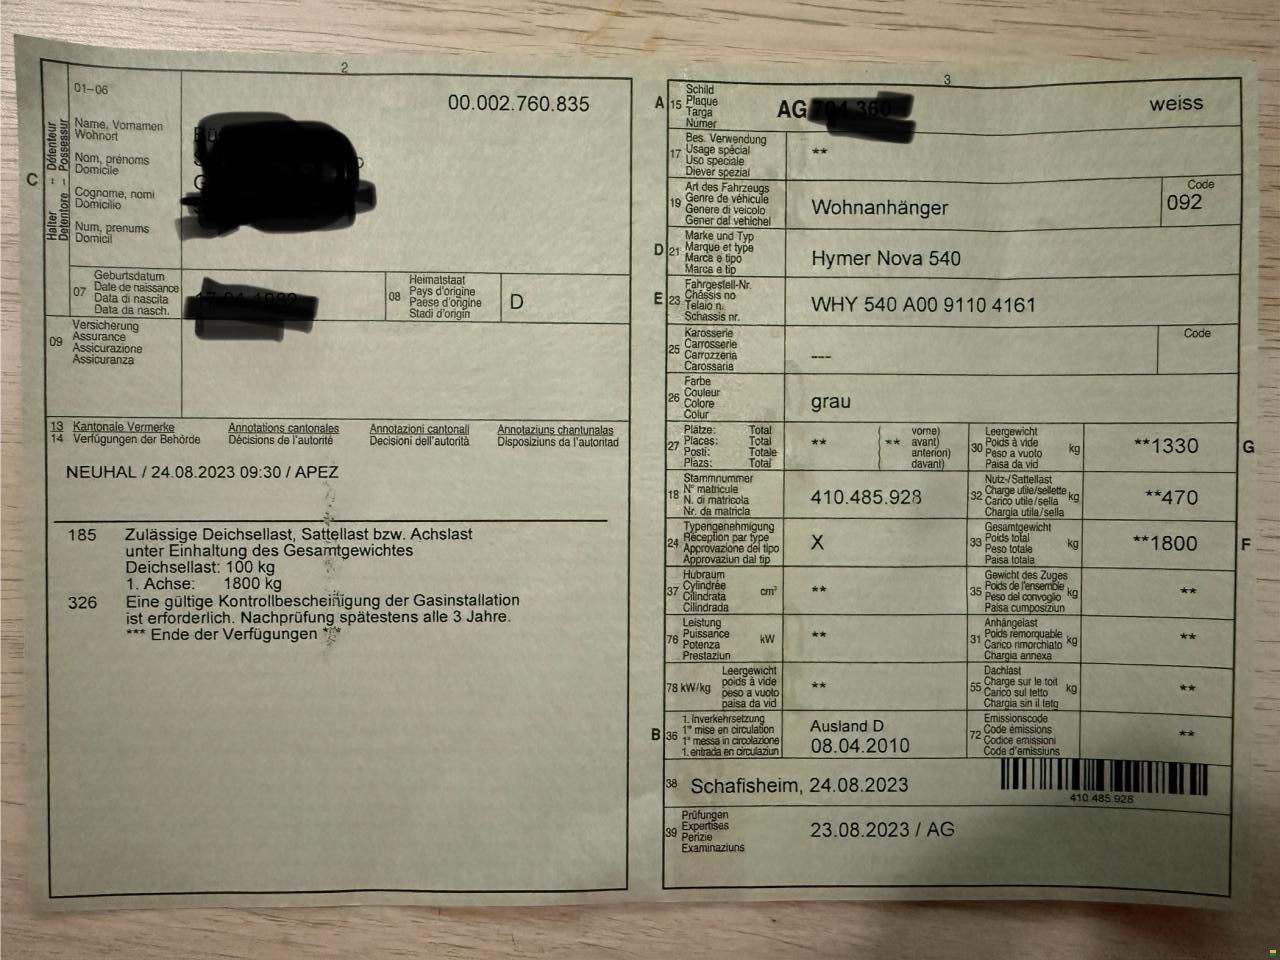 2
01–06
00.002.760.835
C
Halter – Détenteur
Detentore – Possessur
Name, Vornamen
Wohnort
Nom, prénoms
Domicile
Cognome, nomi
Domicilio
Num, prenums
Domicil
07
Geburtsdatum
Date de naissance
Data di nascita
Data da nasch.
08
Heimatstaat
Pays d'origine
Paese d'origine
Stadi d'origin
D
09
Versicherung
Assurance
Assicurazione
Assicuranza
13 Kantonale Vermerke Annotations cantonales Annotazioni cantonali Annotaziuns chantunalas
14 Verfügungen der Behörde Décisions de l'autorité Decisioni dell'autorità Disposiziuns da l'autoritad
NEUHAL / 24.08.2023 09:30 / APEZ
185 Zulässige Deichsellast, Sattellast bzw. Achslast
unter Einhaltung des Gesamtgewichtes
Deichsellast: 100 kg
1. Achse: 1800 kg
326 Eine gültige Kontrollbescheinigung der Gasinstallation
ist erforderlich. Nachprüfung spätestens alle 3 Jahre.
*** Ende der Verfügungen ***
3
A 15
Schild
Plaque
Targa
Numer
AG
weiss
17
Bes. Verwendung
Usage spécial
Uso speciale
Diever spezial
**
19
Art des Fahrzeugs
Genre de véhicule
Genere di veicolo
Gener dal vehichel
Wohnanhänger
Code
092
D 21
Marke und Typ
Marque et type
Marca e tipo
Marca e tip
Hymer Nova 540
E 23
Fahrgestell-Nr.
Châssis no
Telaio n.
Schassis nr.
WHY 540 A00 9110 4161
25
Karosserie
Carrosserie
Carrozzeria
Carossaria
---
Code
26
Farbe
Couleur
Colore
Colur
grau
27
Plätze: Total
Places: Total
Posti: Totale
Plazs: Total
**
( vorne)
( ** avant)
( anteriori)
( davant)
30
Leergewicht
Poids à vide
Peso a vuoto
Paisa da vid
kg
**1330
G
18
Stammnummer
N° matricule
N. di matricola
Nr. da matricla
410.485.928
32
Nutz-/Sattellast
Charge utile/sellette
Carico utile/sella
Chargia utila/sella
kg
**470
24
Typengenehmigung
Réception par type
Approvazione del tipo
Approvaziun dal tip
X
33
Gesamtgewicht
Poids total
Peso totale
Paisa totala
kg
**1800
F
37
Hubraum
Cylindrée
Cilindrata
Cilindrada
cm³
**
35
Gewicht des Zuges
Poids de l'ensemble
Peso del convoglio
Paisa cumposiziun
kg
**
76
Leistung
Puissance
Potenza
Prestaziun
kW
**
31
Anhängelast
Poids remorquable
Carico rimorchiato
Chargia annexa
kg
**
78 kW/kg
Leergewicht
poids à vide
peso a vuoto
paisa da vid
**
55
Dachlast
Charge sur le toit
Carico sul tetto
Chargia sin il tetg
kg
**
B 36
1. Inverkehrsetzung
1re mise en circulation
1a messa in circolazione
1. entrada en circulaziun
Ausland D
08.04.2010
72
Emissionscode
Code émissions
Codice emissioni
Code d'emissiuns
**
38
Schafisheim, 24.08.2023
410.485.928
39
Prüfungen
Expertises
Perizie
Examinaziuns
23.08.2023 / AG